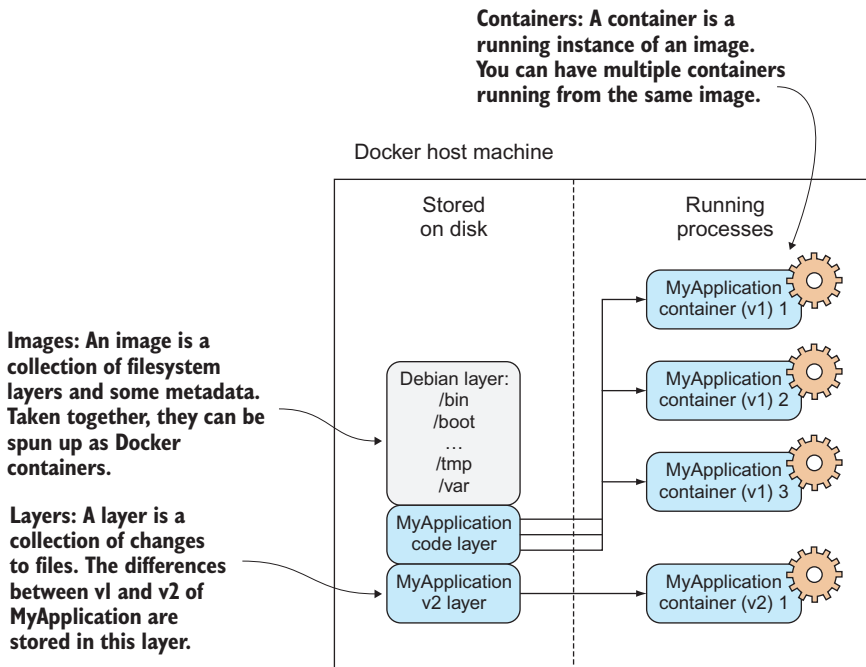 Containers: A container is a
running instance of an image.
You can have multiple containers
running from the same image.
Docker host machine
Stored
on disk
Running
processes
MyApplication
container (v1) 1
Images: An image is a
collection of filesystem
layers and some metadata.
Taken together, they can be
spun up as Docker
containers.
Debian layer:
/bin
/boot
…
/tmp
/var
MyApplication
container (v1) 2
MyApplication
container (v1) 3
Layers: A layer is a
collection of changes
to files. The differences
between v1 and v2 of
MyApplication are
stored in this layer.
MyApplication
code layer
MyApplication
v2 layer
MyApplication
container (v2) 1